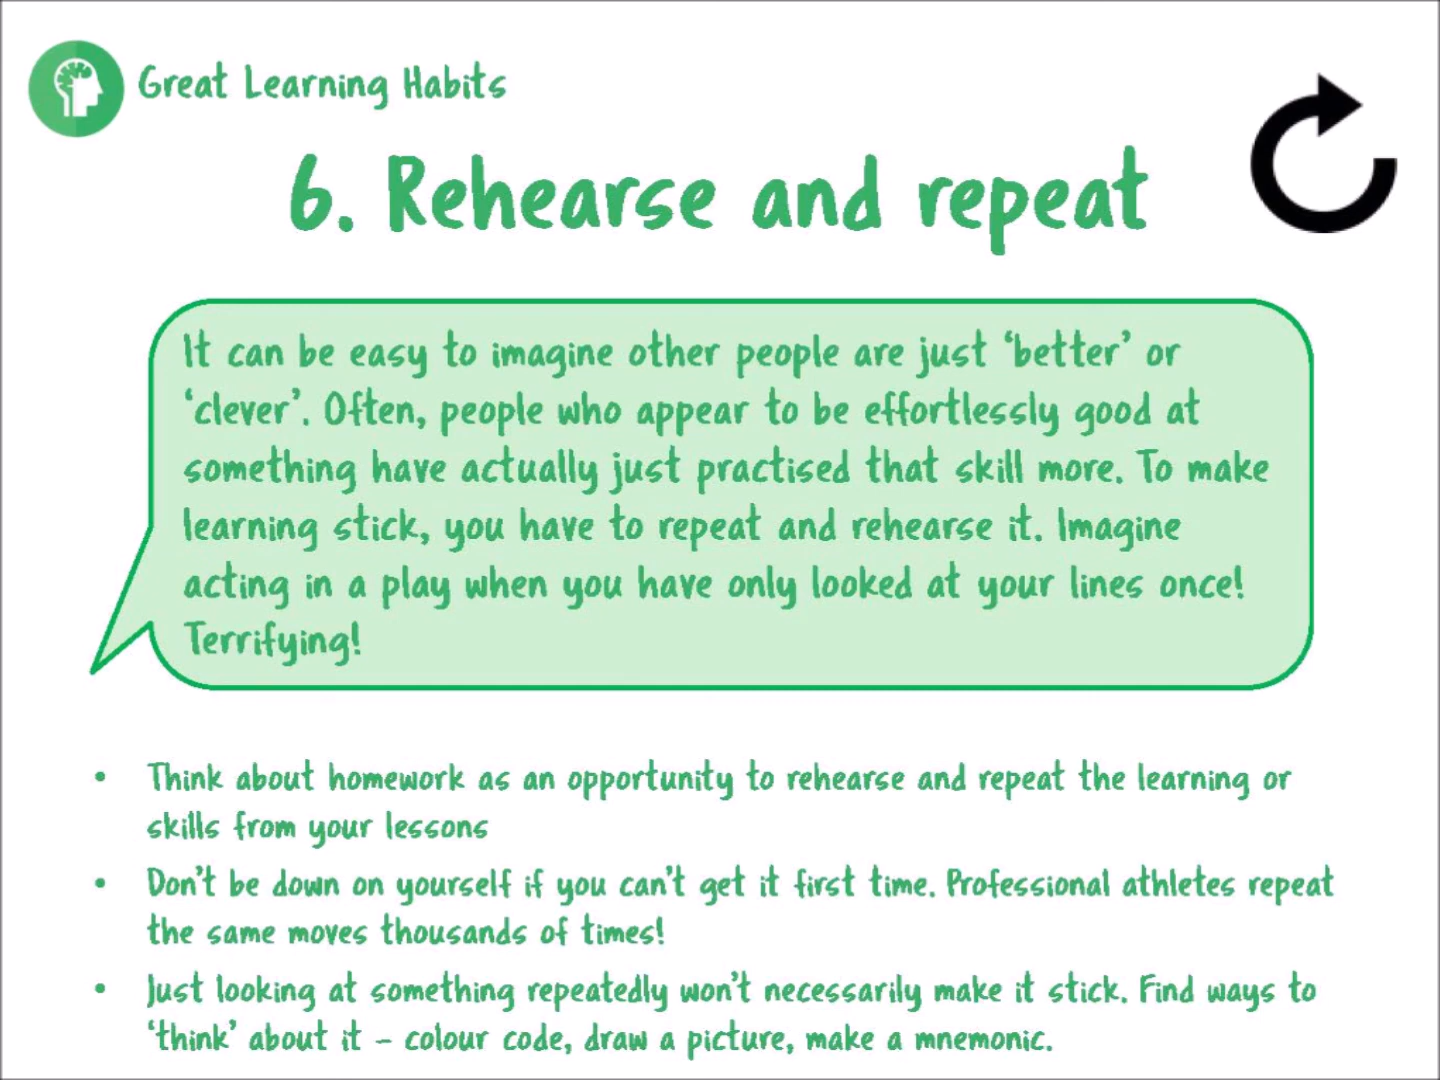 Great Learning Habits
6. Rehearse and repeat
It can be easy to imagine other people are just ‘better’ or
‘clever’. Often, people who appear to be effortlessly good at
something have actually just practised that skill more. To make
learning stick, you have to repeat and rehearse it. Imagine
acting in a play when you have only looked at your lines once!
Terrifying!
• Think about homework as an opportunity to rehearse and repeat the learning or
skills from your lessons
• Don’t be down on yourself if you can’t get it first time. Professional athletes repeat
the same moves thousands of times!
• Just looking at something repeatedly won’t necessarily make it stick. Find ways to
‘think’ about it – colour code, draw a picture, make a mnemonic.